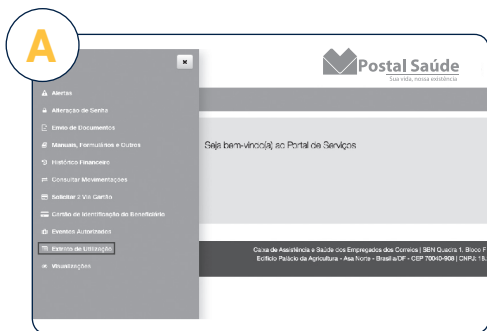 A
×
Postal Saúde
Sua vida, nossa existência
Alertas
Alteração de Senha
Envio de Documentos
Manuais, Formulários e Outros
Seja bem-vindo(a) ao Portal de Serviços
Histórico Financeiro
Consultar Movimentações
Solicitar 2 Via Cartão
Cartão de Identificação do Beneficiário
Eventos Autorizados
Extrato de Utilização
Visualizações
Caixa de Assistência e Saúde dos Empregados dos Correios | SBN Quadra 1, Bloco F
Edifício Palácio da Agricultura - Asa Norte - Brasília/DF - CEP 70040-908 | CNPJ: 18.